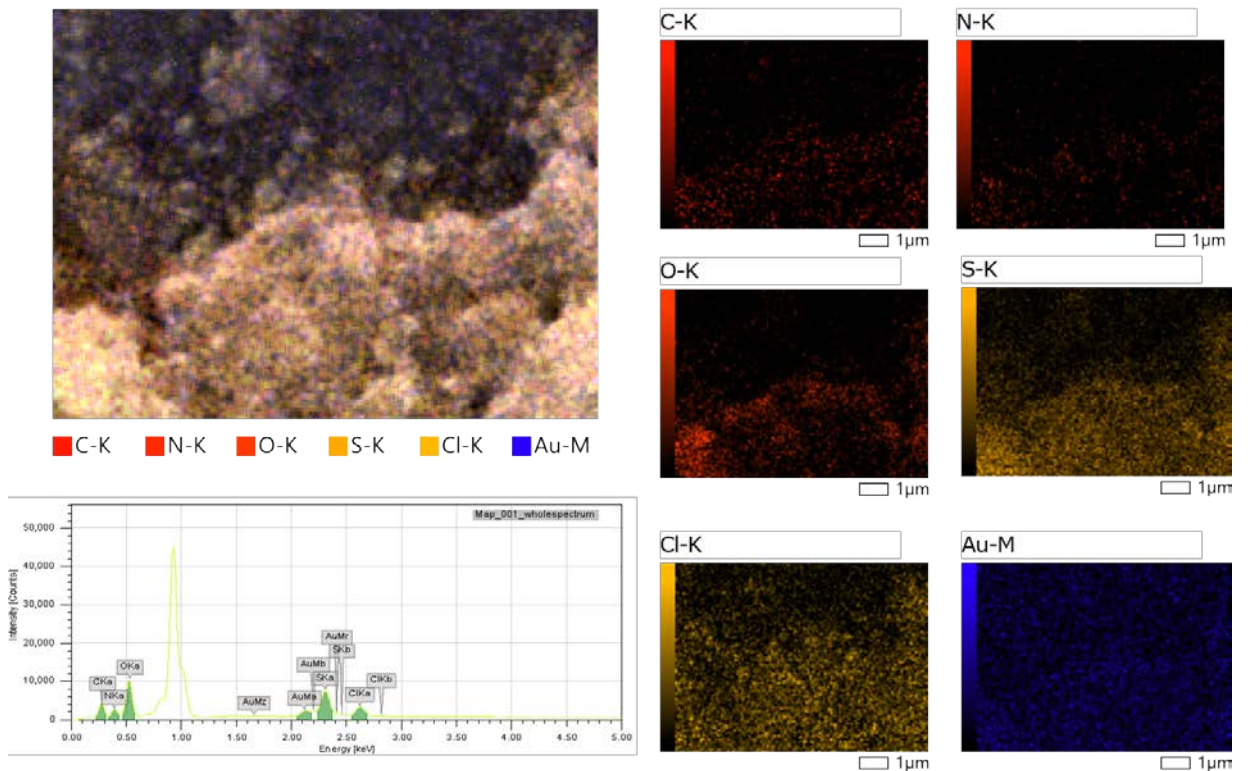 C-K
N-K
1μm
1μm
O-K
S-K
1μm
1μm
C-K N-K O-K S-K Cl-K Au-M
Map_001_wholespectrum
50,000
40,000
30,000
20,000
10,000
0
Intensity [Counts]
CKa
NKa
OKa
AuMz
AuMa
AuMb
SKa
AuMr
SKb
ClKa
ClKb
0.00 0.50 1.00 1.50 2.00 2.50 3.00 3.50 4.00 4.50 5.00
Energy [keV]
Cl-K
Au-M
1μm
1μm